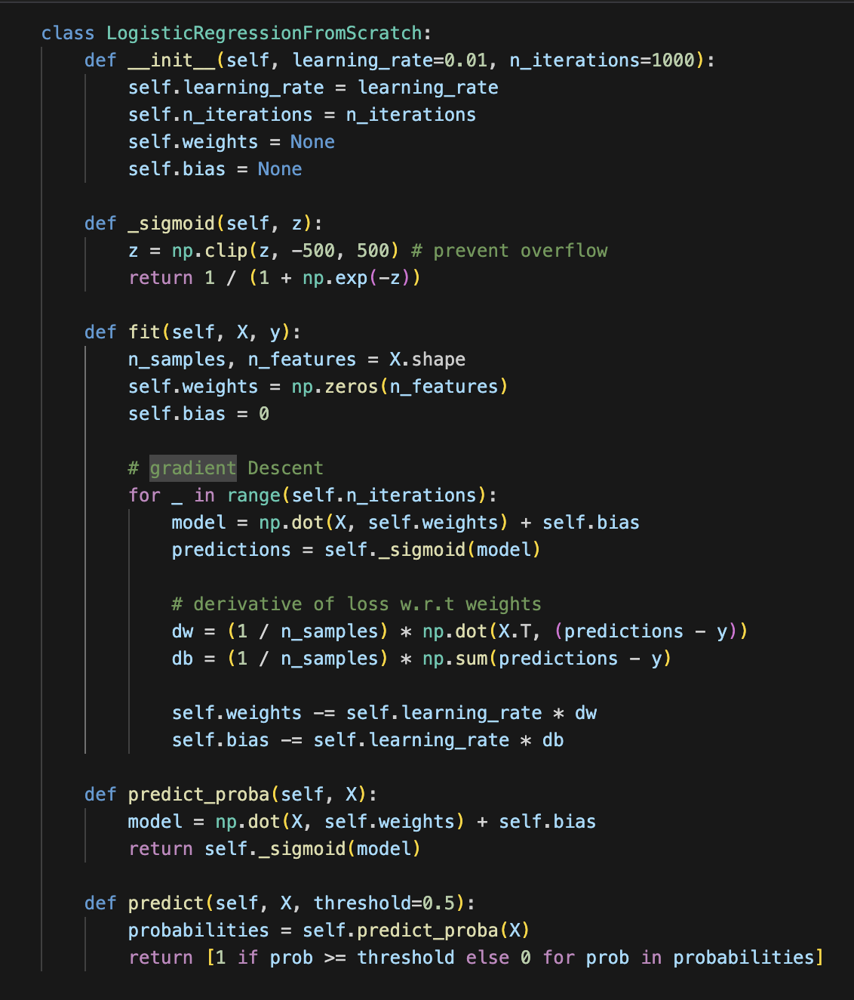 class LogisticRegressionFromScratch:
    def __init__(self, learning_rate=0.01, n_iterations=1000):
        self.learning_rate = learning_rate
        self.n_iterations = n_iterations
        self.weights = None
        self.bias = None

    def _sigmoid(self, z):
        z = np.clip(z, -500, 500) # prevent overflow
        return 1 / (1 + np.exp(-z))

    def fit(self, X, y):
        n_samples, n_features = X.shape
        self.weights = np.zeros(n_features)
        self.bias = 0

        # gradient Descent
        for _ in range(self.n_iterations):
            model = np.dot(X, self.weights) + self.bias
            predictions = self._sigmoid(model)

            # derivative of loss w.r.t weights
            dw = (1 / n_samples) * np.dot(X.T, (predictions - y))
            db = (1 / n_samples) * np.sum(predictions - y)

            self.weights -= self.learning_rate * dw
            self.bias -= self.learning_rate * db

    def predict_proba(self, X):
        model = np.dot(X, self.weights) + self.bias
        return self._sigmoid(model)

    def predict(self, X, threshold=0.5):
        probabilities = self.predict_proba(X)
        return [1 if prob >= threshold else 0 for prob in probabilities]